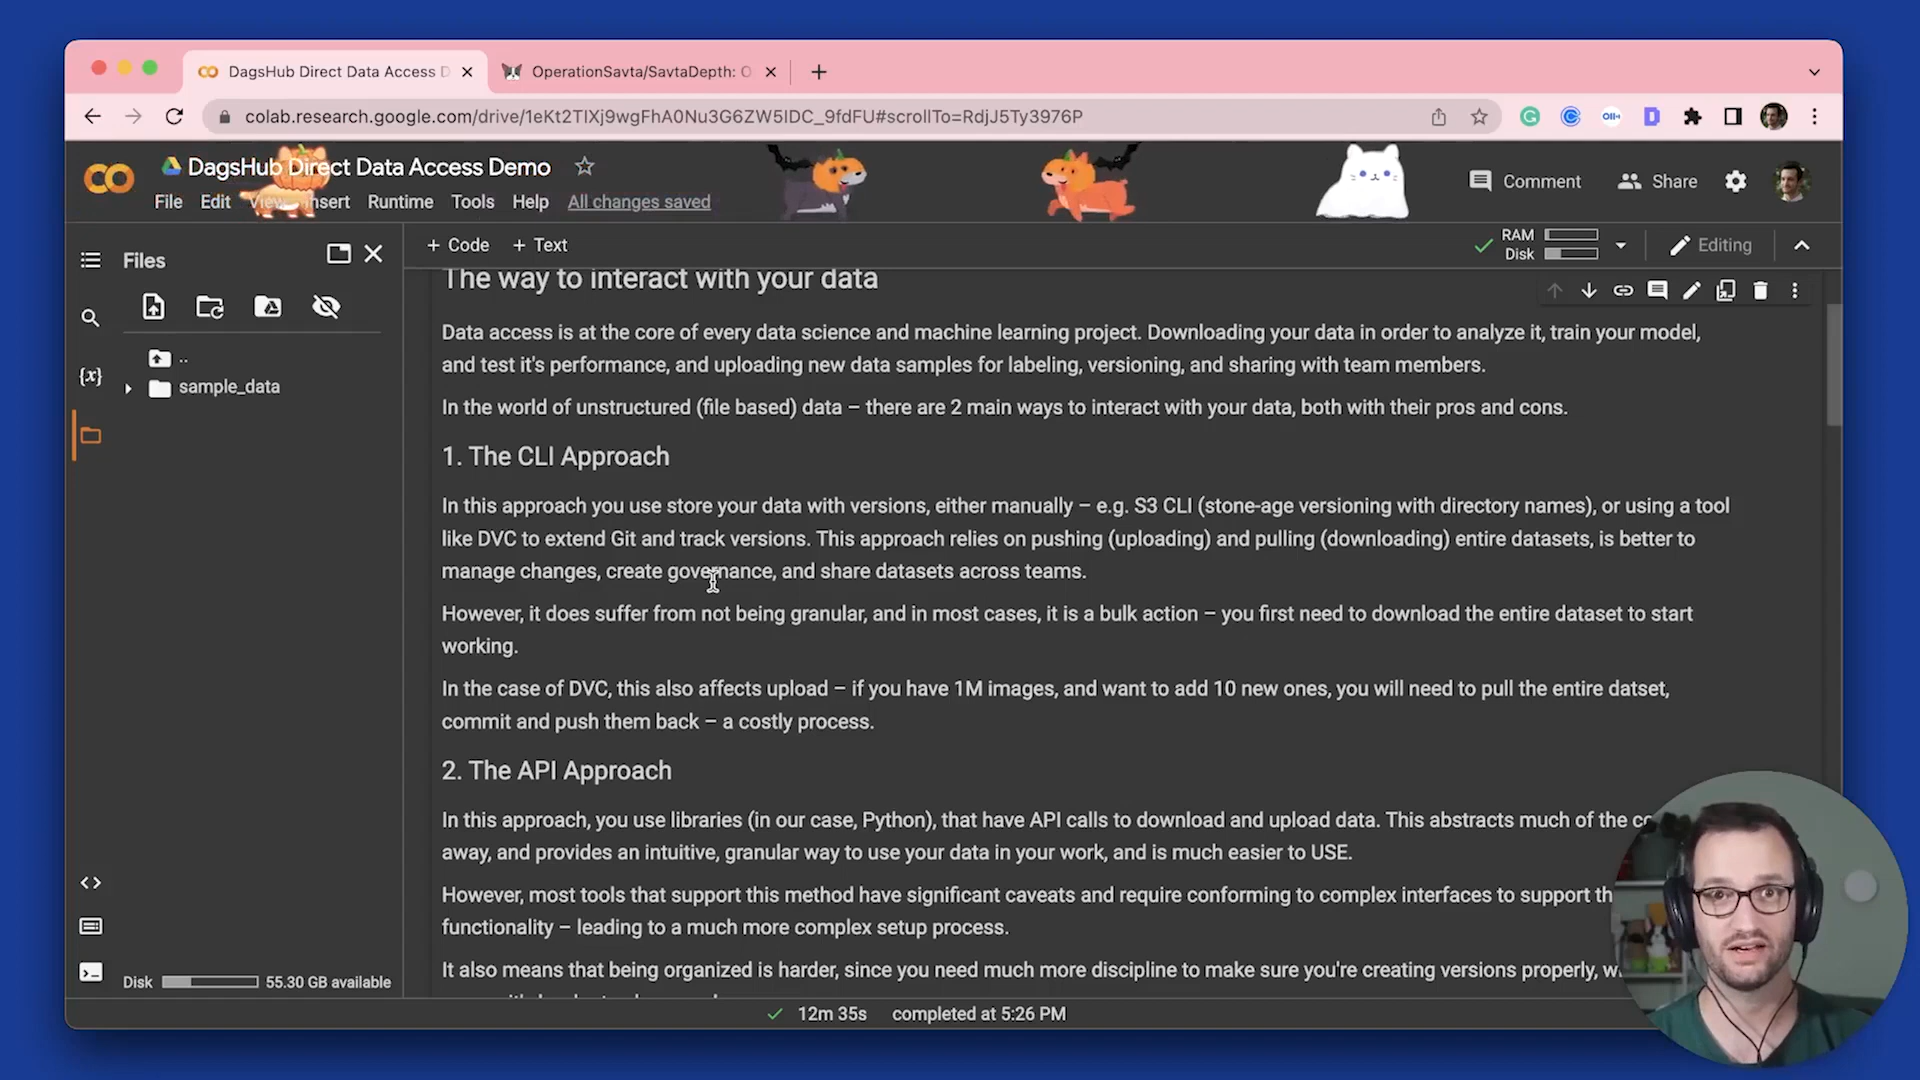 DagsHub Direct Data Access D
OperationSavta/SavtaDepth: O
colab.research.google.com/drive/1eKt2TIXj9wgFhA0Nu3G6ZW5IDC_9fdFU#scrollTo=RdjJ5Ty3976P
DagsHub Direct Data Access Demo
Comment
Share
File Edit View Insert Runtime Tools Help All changes saved
Files
+ Code + Text
RAM
Disk
Editing
The way to interact with your data
Data access is at the core of every data science and machine learning project. Downloading your data in order to analyze it, train your model,
and test it's performance, and uploading new data samples for labeling, versioning, and sharing with team members.
..
sample_data
In the world of unstructured (file based) data – there are 2 main ways to interact with your data, both with their pros and cons.
1. The CLI Approach
In this approach you use store your data with versions, either manually – e.g. S3 CLI (stone-age versioning with directory names), or using a tool
like DVC to extend Git and track versions. This approach relies on pushing (uploading) and pulling (downloading) entire datasets, is better to
manage changes, create governance, and share datasets across teams.
However, it does suffer from not being granular, and in most cases, it is a bulk action – you first need to download the entire dataset to start
working.
In the case of DVC, this also affects upload – if you have 1M images, and want to add 10 new ones, you will need to pull the entire datset,
commit and push them back – a costly process.
2. The API Approach
In this approach, you use libraries (in our case, Python), that have API calls to download and upload data. This abstracts much of the
away, and provides an intuitive, granular way to use your data in your work, and is much easier to USE.
However, most tools that support this method have significant caveats and require conforming to complex interfaces to support
functionality – leading to a much more complex setup process.
It also means that being organized is harder, since you need much more discipline to make sure you're creating versions properly,
Disk 55.30 GB available
12m 35s completed at 5:26 PM